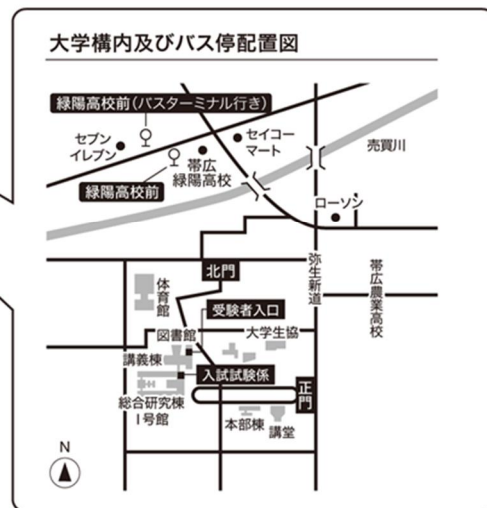 大学構内及びバス停配置図
緑陽高校前(バスターミナル行き)
セブン
イレブン
セイコー
マート
売買川
帯広
緑陽高校
緑陽高校前
ローソン
北門
弥生新道
帯広農業高校
体育館
受験者入口
図書館
大学生協
講義棟
入試試験係
正門
総合研究棟
I号館
本部棟
講堂
N